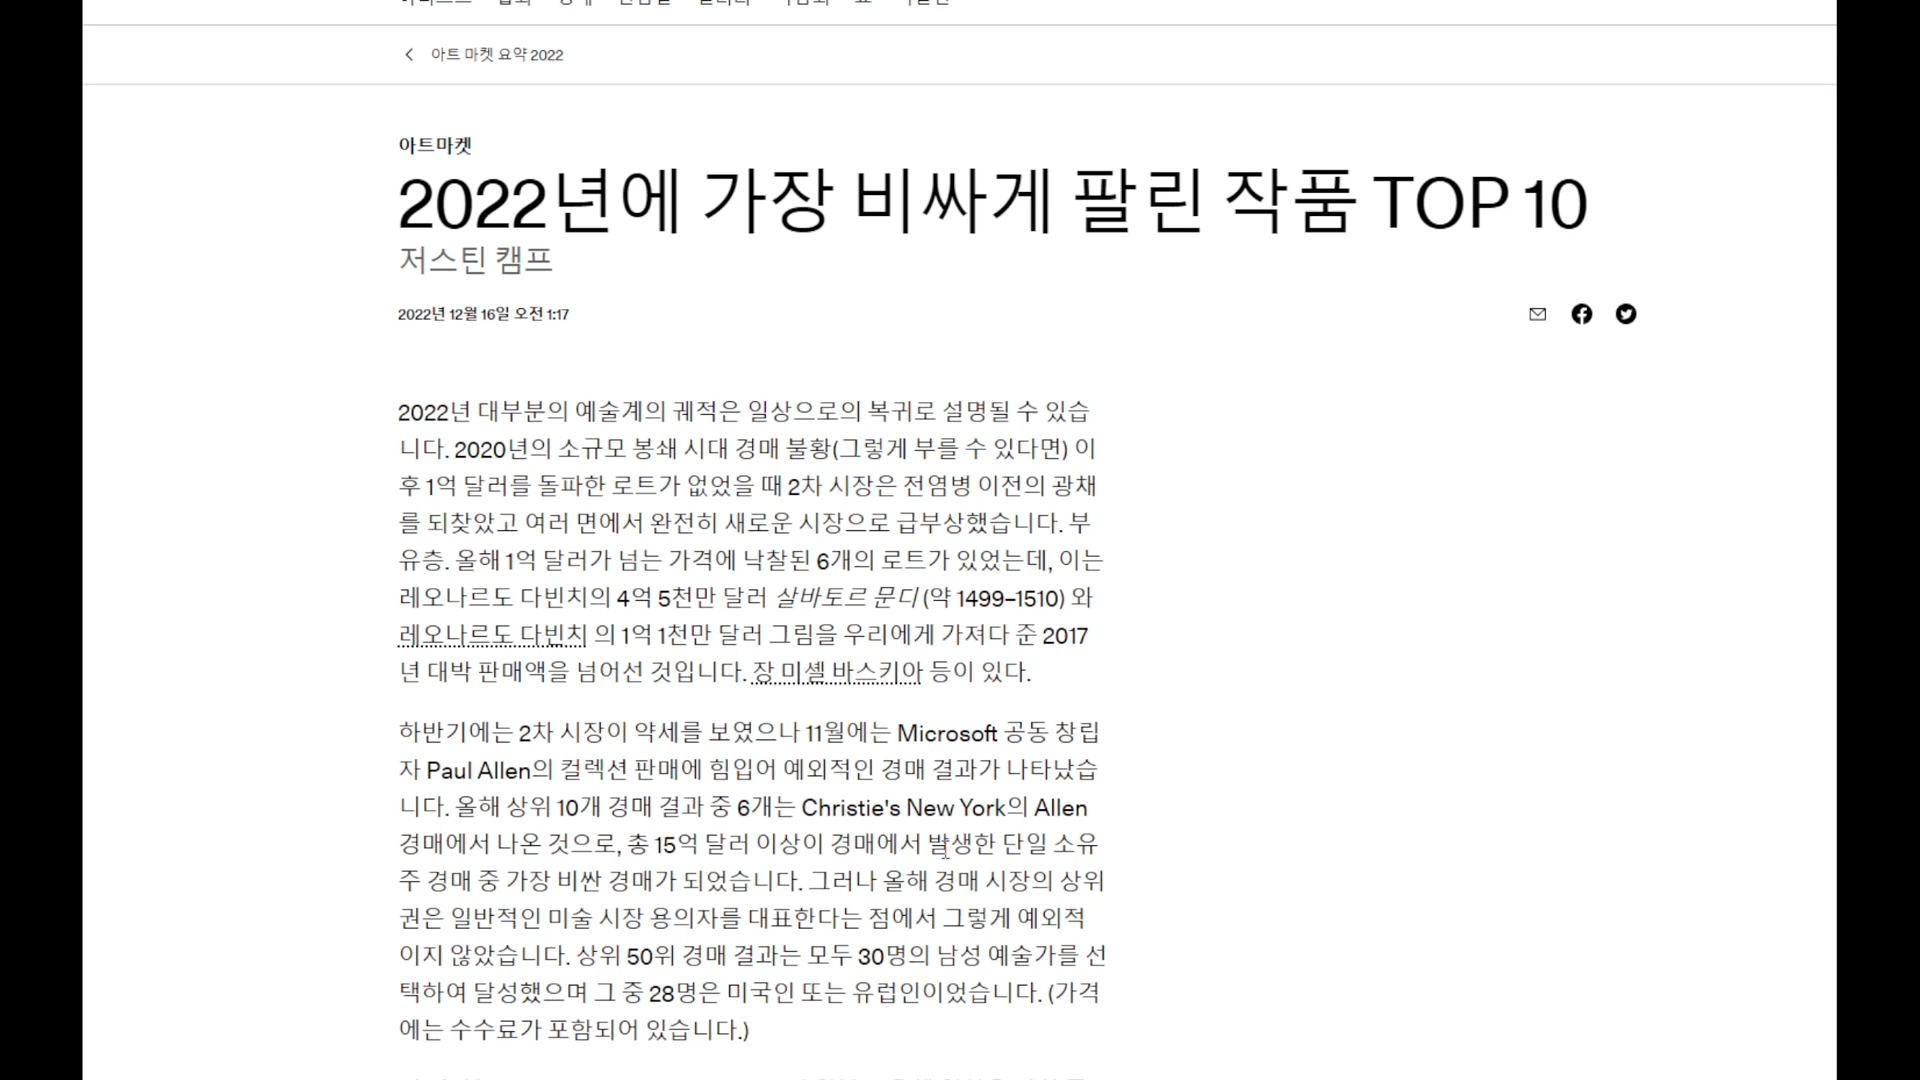 아트 마켓 요약 2022
아트마켓
2022년에 가장 비싸게 팔린 작품 TOP 10
저스틴 캠프
2022년 12월 16일 오전 1:17
2022년 대부분의 예술계의 궤적은 일상으로의 복귀로 설명될 수 있습
니다. 2020년의 소규모 봉쇄 시대 경매 불황(그렇게 부를 수 있다면) 이
후 1억 달러를 돌파한 로트가 없었을 때 2차 시장은 전염병 이전의 광채
를 되찾았고 여러 면에서 완전히 새로운 시장으로 급부상했습니다. 부
유층. 올해 1억 달러가 넘는 가격에 낙찰된 6개의 로트가 있었는데, 이는
레오나르도 다빈치의 4억 5천만 달러 살바토르 문디 (약 1499–1510) 와
레오나르도 다빈치 의 1억 1천만 달러 그림을 우리에게 가져다 준 2017
년 대박 판매액을 넘어선 것입니다. 장 미셸 바스키아 등이 있다.
하반기에는 2차 시장이 약세를 보였으나 11월에는 Microsoft 공동 창립
자 Paul Allen의 컬렉션 판매에 힘입어 예외적인 경매 결과가 나타났습
니다. 올해 상위 10개 경매 결과 중 6개는 Christie's New York의 Allen
경매에서 나온 것으로, 총 15억 달러 이상이 경매에서 발생한 단일 소유
주 경매 중 가장 비싼 경매가 되었습니다. 그러나 올해 경매 시장의 상위
권은 일반적인 미술 시장 용의자를 대표한다는 점에서 그렇게 예외적
이지 않았습니다. 상위 50위 경매 결과는 모두 30명의 남성 예술가를 선
택하여 달성했으며 그 중 28명은 미국인 또는 유럽인이었습니다. (가격
에는 수수료가 포함되어 있습니다.)